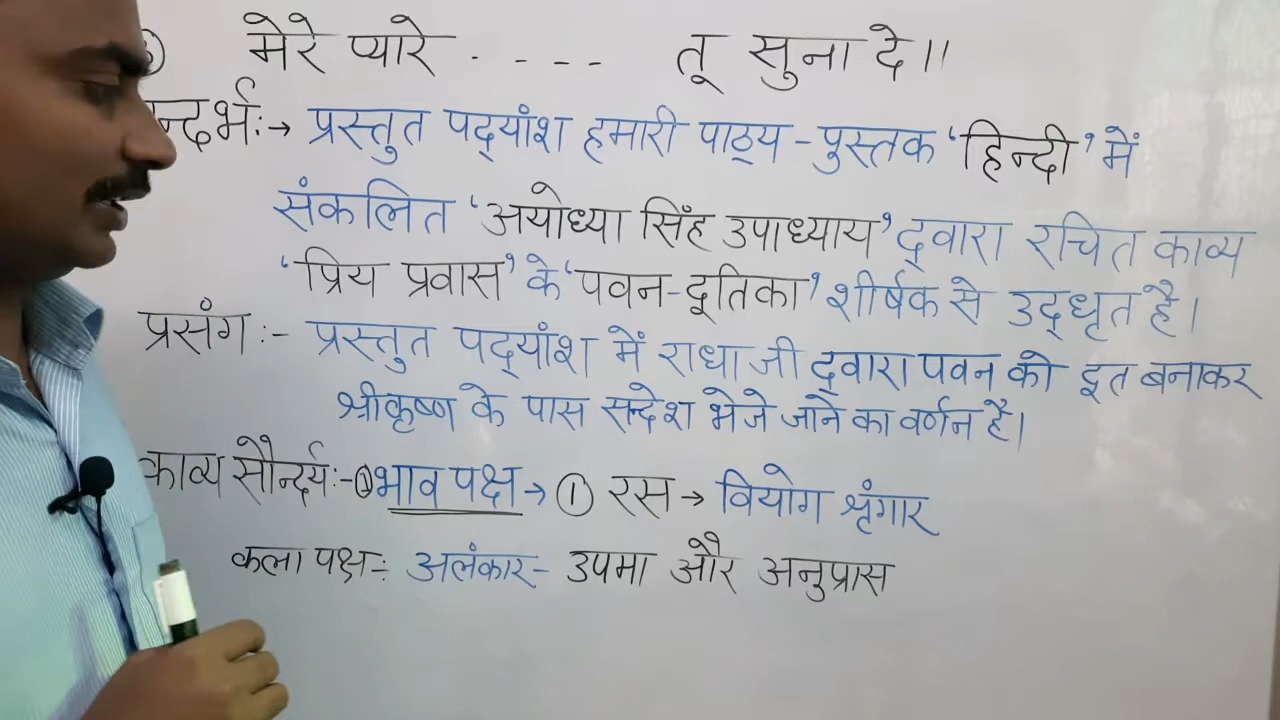 मेरे प्यारे . - - - - तू सुना दे॥
न्दर्भः→ प्रस्तुत पद्यांश हमारी पाठ्य-पुस्तक 'हिन्दी' में
संकलित 'अयोध्या सिंह उपाध्याय' द्वारा रचित काव्य
'प्रिय प्रवास' के 'पवन-दूतिका' शीर्षक से उद्धृत है।
प्रसंग:- प्रस्तुत पद्यांश में राधा जी द्वारा पवन को दूत बनाकर
श्रीकृष्ण के पास सन्देश भेजे जाने का वर्णन है।
काव्य सौन्दर्य:-① भाव पक्ष→ ① रस→ वियोग श्रृंगार
कला पक्ष-: अलंकार- उपमा और अनुप्रास